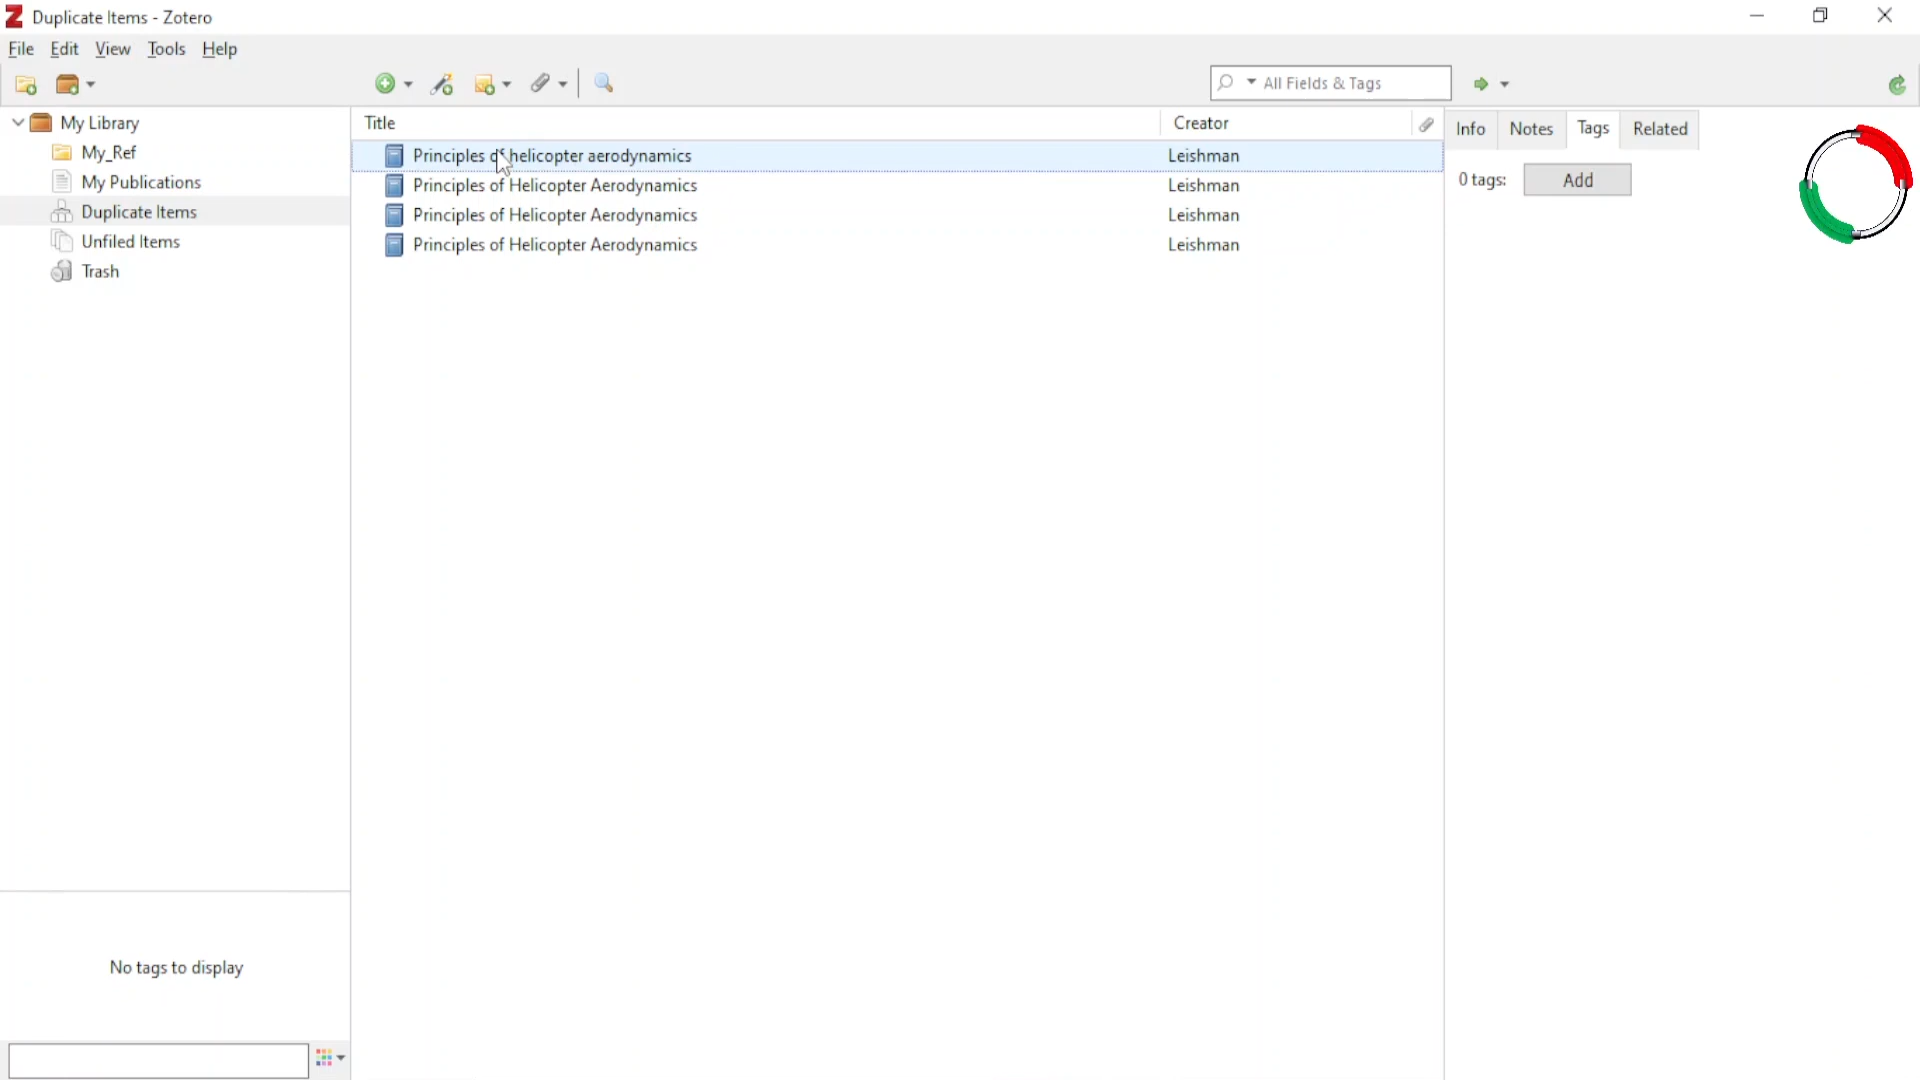 Duplicate Items - Zotero
File Edit View Tools Help
All Fields & Tags
My Library
My_Ref
My Publications
Duplicate Items
Unfiled Items
Trash
Title Creator
Principles of helicopter aerodynamics Leishman
Principles of Helicopter Aerodynamics Leishman
Principles of Helicopter Aerodynamics Leishman
Principles of Helicopter Aerodynamics Leishman
Info Notes Tags Related
0 tags: Add
No tags to display